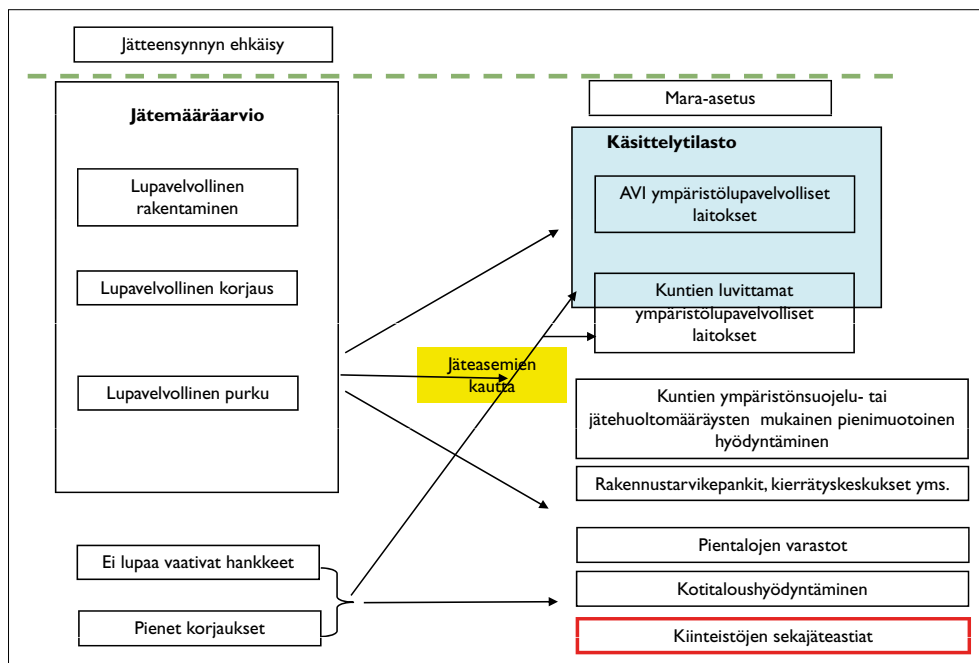 Jätteensynnyn ehkäisy
Jätemääräarvio
Lupavelvollinen
rakentaminen
Lupavelvollinen korjaus
Lupavelvollinen purku
Ei lupaa vaativat hankkeet
Pienet korjaukset
Jäteasemien
kautta
Mara-asetus
Käsittelytilasto
AVI ympäristölupavelvolliset
laitokset
Kuntien luvittamat
ympäristölupavelvolliset
laitokset
Kuntien ympäristönsuojelu- tai
jätehuoltomääräysten mukainen pienimuotoinen
hyödyntäminen
Rakennustarvikepankit, kierrätyskeskukset yms.
Pientalojen varastot
Kotitaloushyödyntäminen
Kiinteistöjen sekajäteastiat